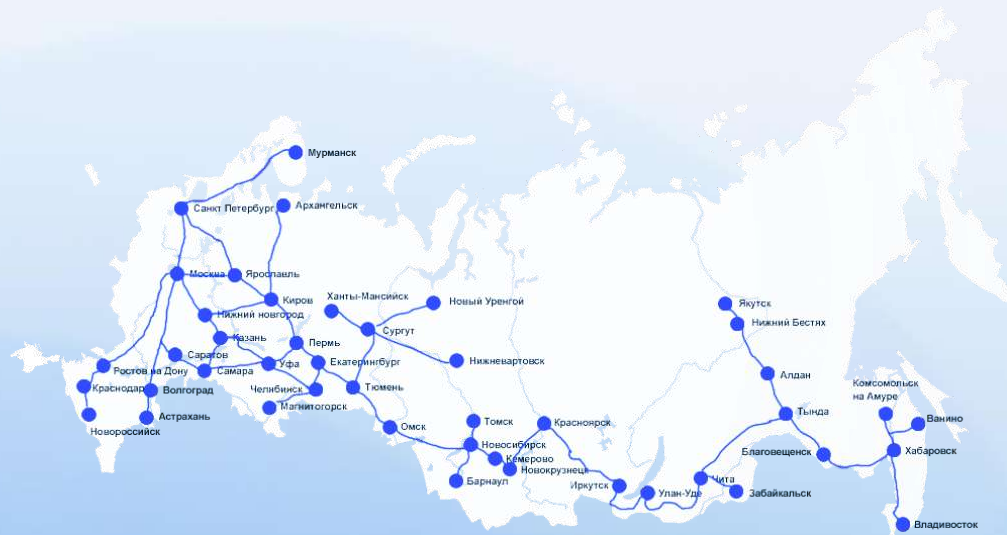 Мурманск
Санкт Петербург
Архангельск
Москва
Ярославль
Ханты-Мансийск
Новый Уренгой
Киров
Якутск
Нижний новгород
Нижний Бестях
Сургут
Казань
Пермь
Саратов
Екатеринбург
Нижневартовск
Ростов на Дону
Самара
Уфа
Алдан
Краснодар
Волгоград
Челябинск
Тюмень
Комсомольск
на Амуре
Магнитогорск
Астрахань
Тында
Ванино
Новороссийск
Омск
Томск
Красноярск
Новосибирск
Благовещенск
Хабаровск
Кемерово
Новокрузнецк
Барнаул
Иркутск
Улан-Уде
Чита
Забайкальск
Владивосток